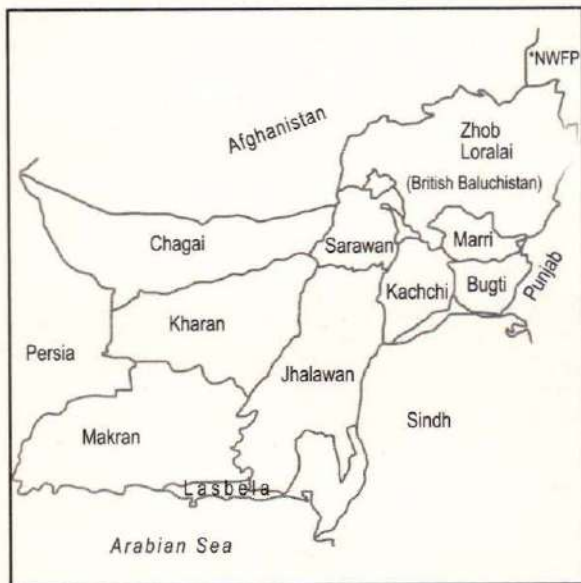 *NWFP
Afghanistan
Zhob
Loralai
(British Baluchistan)
Chagai
Sarawan
Marri
Kachchi
Bugti
Punjab
Kharan
Persia
Jhalawan
Sindh
Makran
Lasbela
Arabian Sea